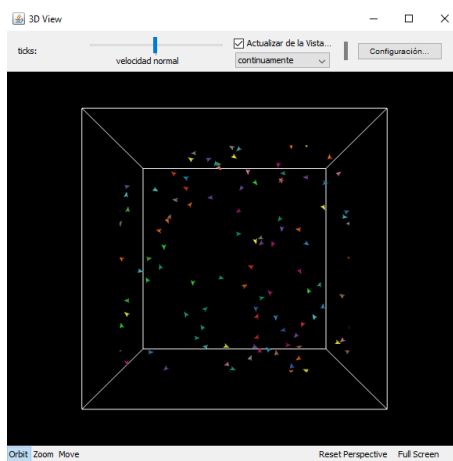 3D View
ticks:
velocidad normal
Actualizar de la Vista...
continuamente
Configuración...
Orbit Zoom Move
Reset Perspective Full Screen